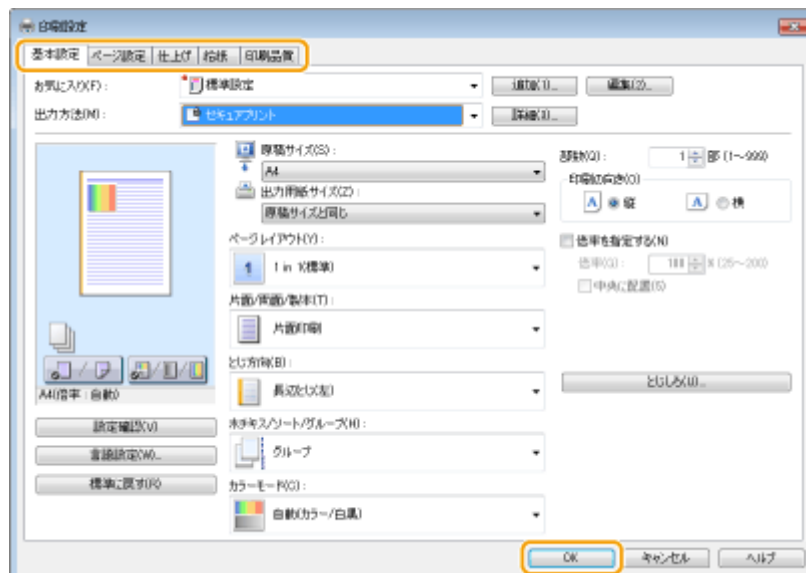 印刷設定
基本設定 ページ設定 仕上げ 給紙 印刷品質
お気に入り(F): 標準設定 追加(1)... 編集(2)...
出力方法(M): セキュアプリント 詳細(3)...
原稿サイズ(S):
A4
出力用紙サイズ(Z):
原稿サイズと同じ
ページレイアウト(Y):
1 1 in 1(標準)
片面/両面/製本(T):
片面印刷
とじ方向(B):
長辺とじ(左)
ホチキス/ソート/グループ(H):
グループ
カラーモード(G):
自動(カラー/白黒)
A4(倍率:自動)
設定確認(V)
言語設定(W)...
標準に戻す(R)
部数(Q): 1 部 (1~999)
印刷の向き(O)
A 縦 A 横
倍率を指定する(N)
倍率(G): 100 % (25~200)
中央に配置(5)
とじしろ(U)...
OK キャンセル ヘルプ